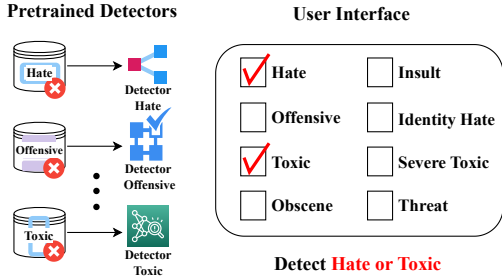 Pretrained Detectors
Hate
Detector
Hate
Offensive
Detector
Offensive
Toxic
Detector
Toxic
User Interface
Hate
Insult
Offensive
Identity Hate
Toxic
Severe Toxic
Obscene
Threat
Detect Hate or Toxic